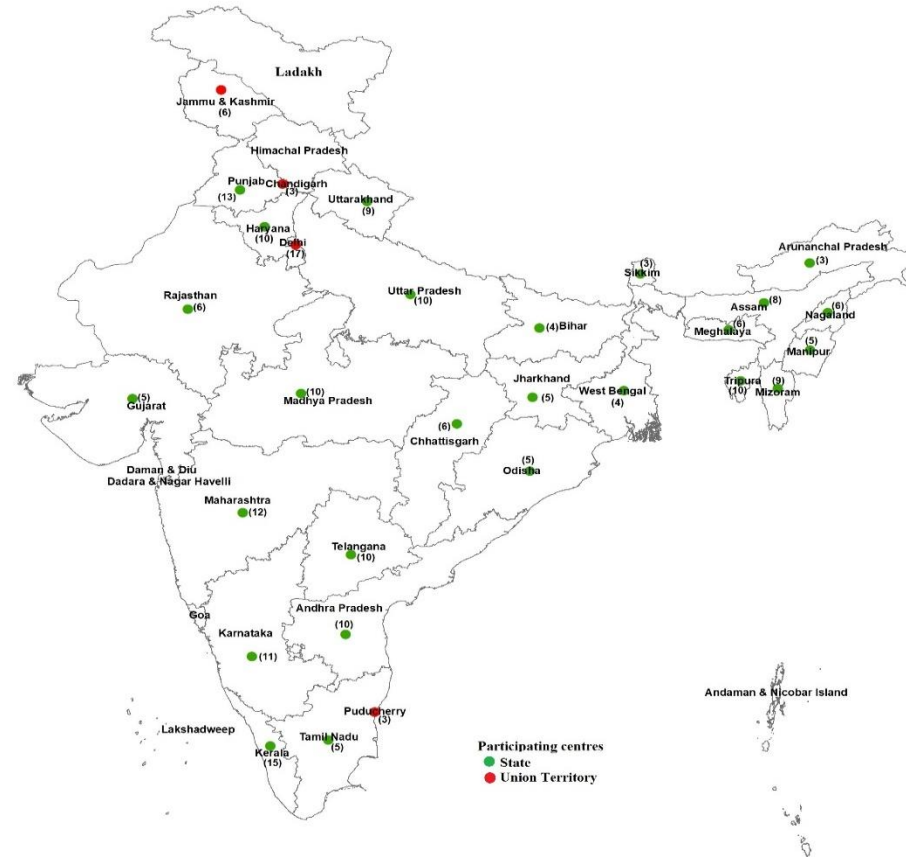 Ladakh
Jammu & Kashmir
(6)
Himachal Pradesh
Punjab
(13)
Chandigarh
(3)
Uttarakhand
(9)
Haryana
(10)
Delhi
(17)
Arunanchal Pradesh
(3)
(3)
Sikkim
Rajasthan
(6)
Uttar Pradesh
(10)
Assam (8)
(6)
Nagaland
(6)
Meghalaya
(4) Bihar
(5)
Manipur
Jharkhand
(5)
West Bengal
(4)
Tripura
(10)
(9)
Mizoram
(5)
Gujarat
(10)
Madhya Pradesh
(6)
Chhattisgarh
(5)
Odisha
Daman & Diu
Dadara & Nagar Havelli
Maharashtra
(12)
Telangana
(10)
Andhra Pradesh
(10)
Goa
Karnataka
(11)
Andaman & Nicobar Island
Puducherry
(3)
Lakshadweep
Tamil Nadu
(5)
Kerala
(15)
Participating centres
State
Union Territory